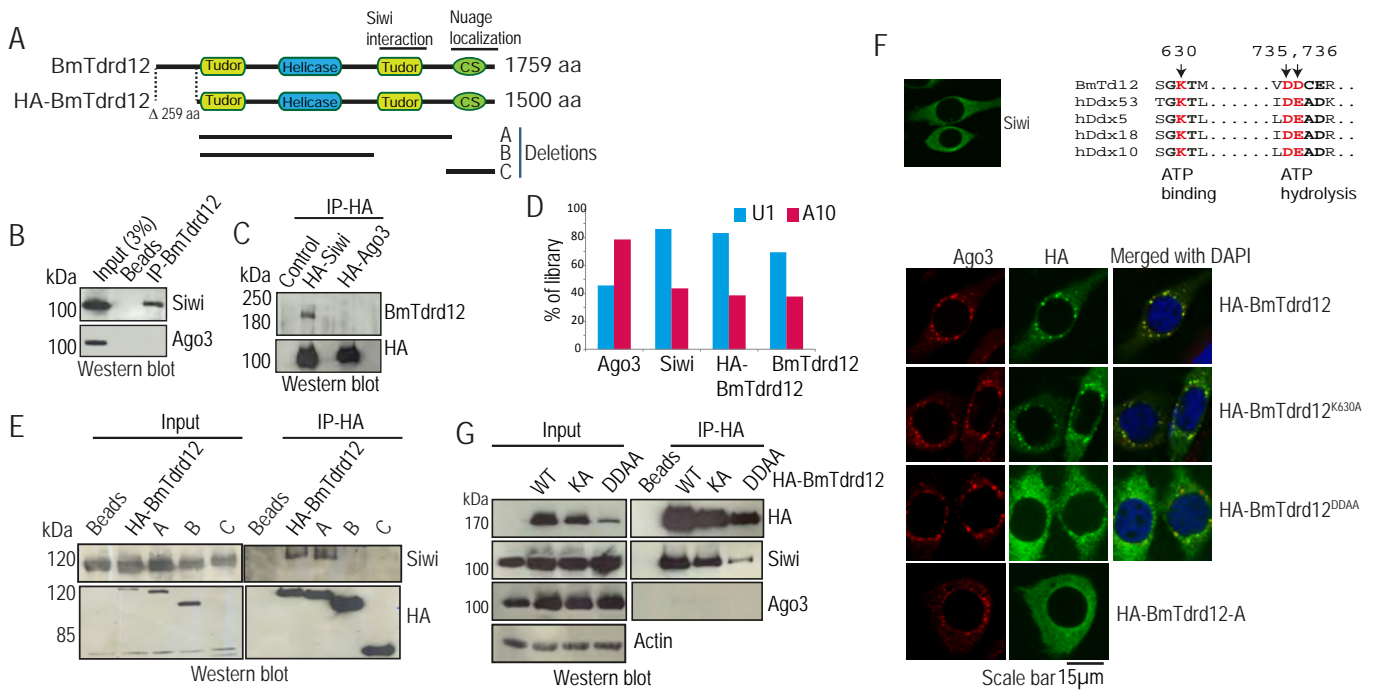 A
Siwi
interaction
Nuage
localization
BmTdrd12
Tudor
Helicase
Tudor
CS
1759 aa
HA-BmTdrd12
Tudor
Helicase
Tudor
CS
1500 aa
Δ 259 aa
A
B
C
Deletions
B
Input (3%)
Beads
IP-BmTdrd12
kDa
100
Siwi
100
Ago3
Western blot
C
IP-HA
Control
HA-Siwi
HA-Ago3
kDa
250
180
BmTdrd12
100
HA
Western blot
D
U1
A10
% of library
100
80
60
40
20
0
Ago3
Siwi
HA-
BmTdrd12
BmTdrd12
E
Input
IP-HA
Beads
HA-BmTdrd12
A
B
C
Beads
HA-BmTdrd12
A
B
C
kDa
120
Siwi
120
85
HA
Western blot
G
Input
IP-HA
WT
KA
DDAA
Beads
WT
KA
DDAA
HA-BmTdrd12
kDa
170
HA
100
Siwi
100
Ago3
Actin
Western blot
F
Siwi
630
735,736
BmTd12 SGKTM......VDDCER..
hDdx53 TGKTL......IDEADK..
hDdx5 SGKTL......LDEADR..
hDdx18 SGKTL......IDEADR..
hDdx10 SGKTL......LDEADR..
ATP
binding
ATP
hydrolysis
Ago3
HA
Merged with DAPI
HA-BmTdrd12
HA-BmTdrd12K630A
HA-BmTdrd12DDAA
HA-BmTdrd12-A
Scale bar 15µm